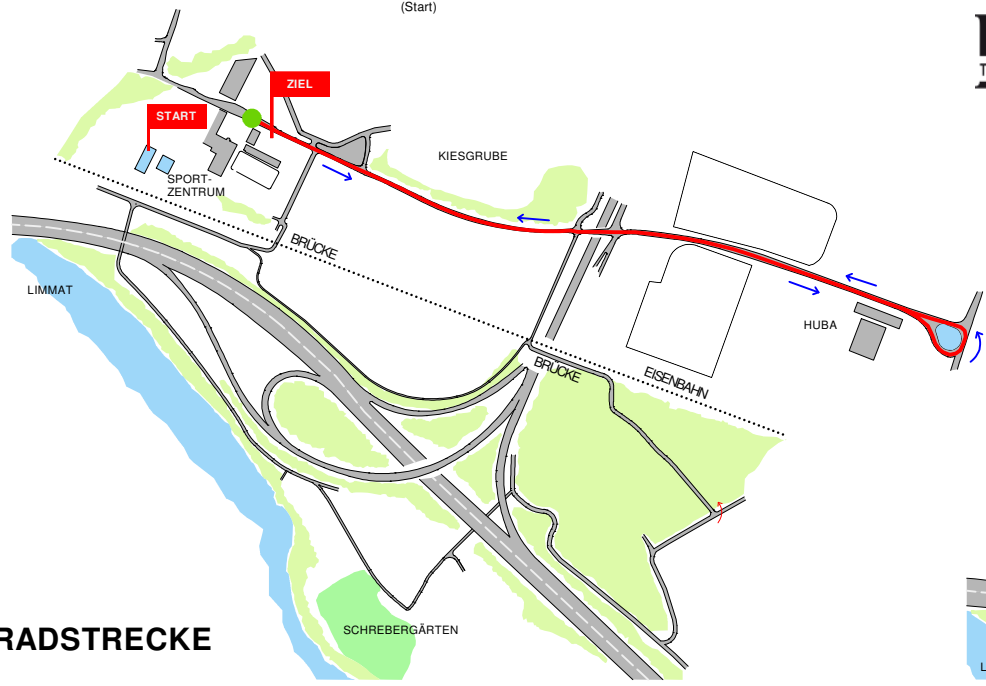 (Start)
ZIEL
START
KIESGRUBE
SPORT-
ZENTRUM
BRÜCKE
LIMMAT
HUBA
BRÜCKE
EISENBAHN
SCHREBERGÄRTEN
RADSTRECKE